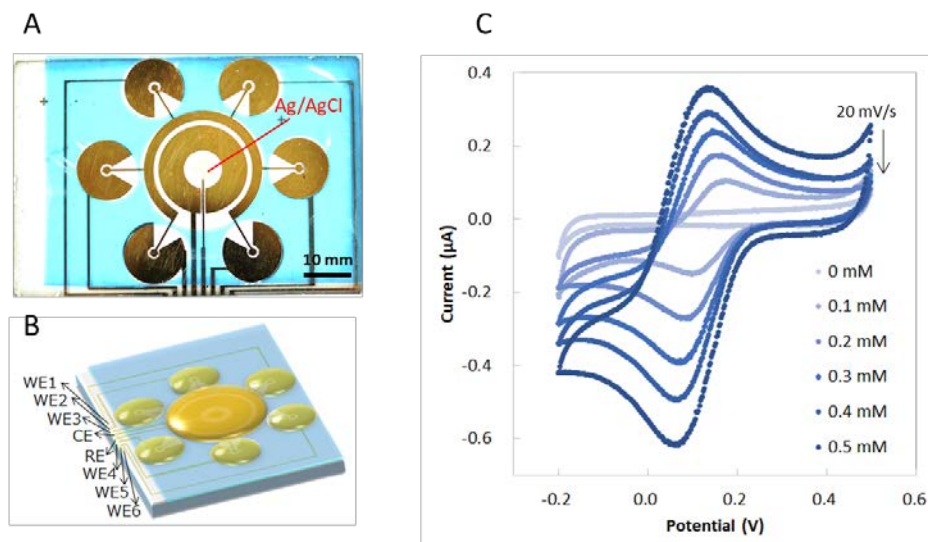 A
Ag/AgCl
10 mm
B
WE1
WE2
WE3
CE
RE
WE4
WE5
WE6
C
0.4
0.2
0.0
-0.2
-0.4
-0.6
Current (µA)
20 mV/s
0 mM
0.1 mM
0.2 mM
0.3 mM
0.4 mM
0.5 mM
-0.2
0.0
0.2
0.4
0.6
Potential (V)